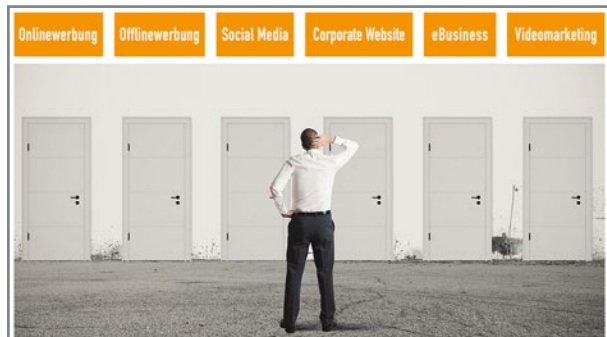 Onlinewerbung
Offlinewerbung
Social Media
Corporate Website
eBusiness
Videomarketing